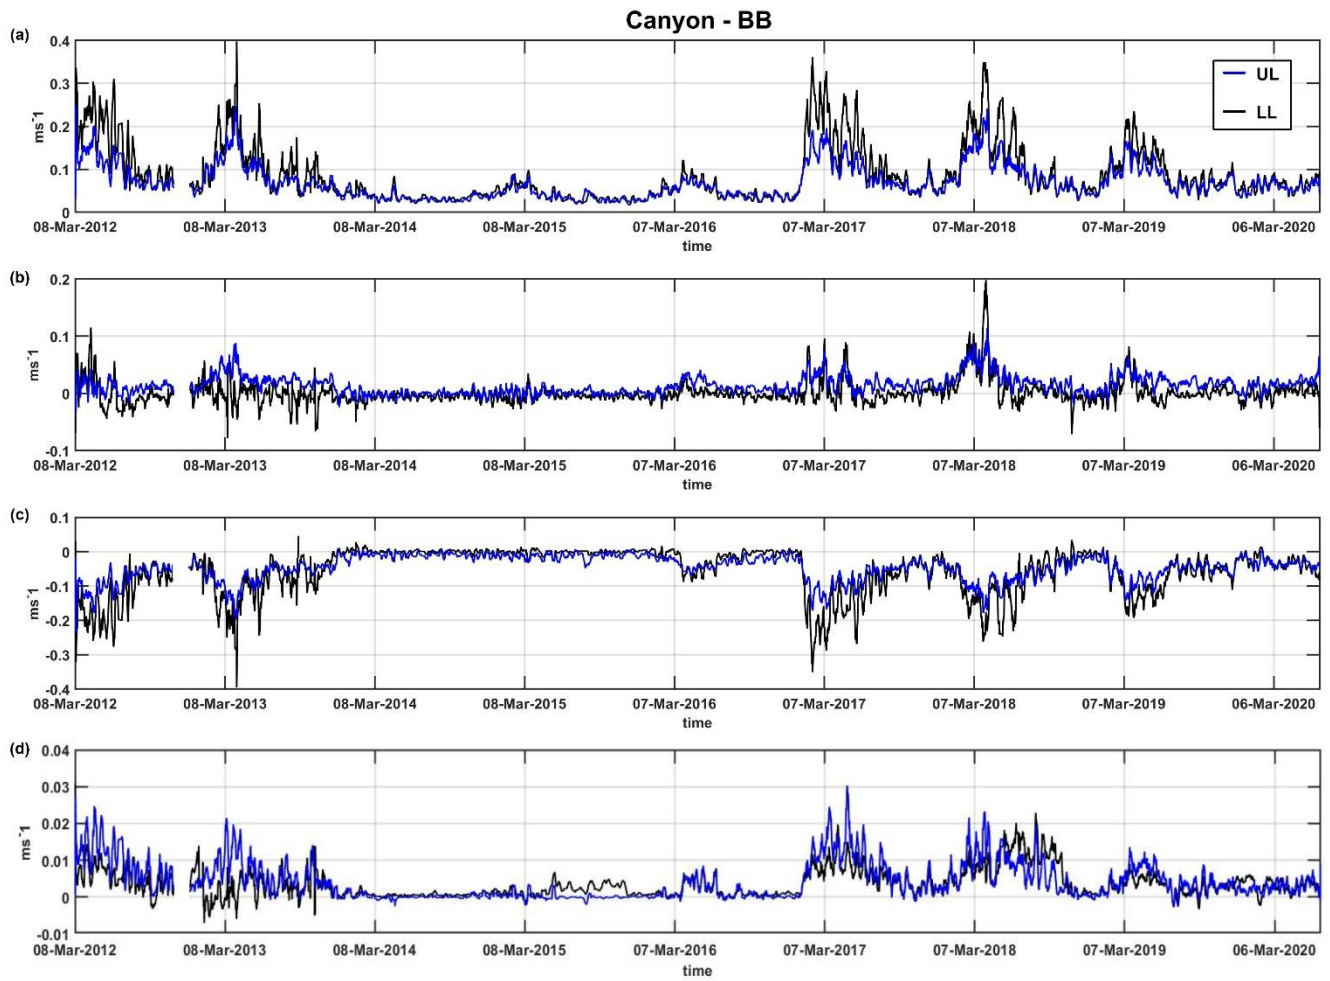 Canyon - BB
(a)
0.4
0.3
0.2
0.1
0
ms⁻1
UL
LL
08-Mar-2012 08-Mar-2013 08-Mar-2014 08-Mar-2015 07-Mar-2016 07-Mar-2017 07-Mar-2018 07-Mar-2019 06-Mar-2020
time
(b)
0.2
0.1
0
-0.1
ms⁻1
08-Mar-2012 08-Mar-2013 08-Mar-2014 08-Mar-2015 07-Mar-2016 07-Mar-2017 07-Mar-2018 07-Mar-2019 06-Mar-2020
time
(c)
0.1
0
-0.1
-0.2
-0.3
-0.4
ms⁻1
08-Mar-2012 08-Mar-2013 08-Mar-2014 08-Mar-2015 07-Mar-2016 07-Mar-2017 07-Mar-2018 07-Mar-2019 06-Mar-2020
time
(d)
0.04
0.03
0.02
0.01
0
-0.01
ms⁻1
08-Mar-2012 08-Mar-2013 08-Mar-2014 08-Mar-2015 07-Mar-2016 07-Mar-2017 07-Mar-2018 07-Mar-2019 06-Mar-2020
time